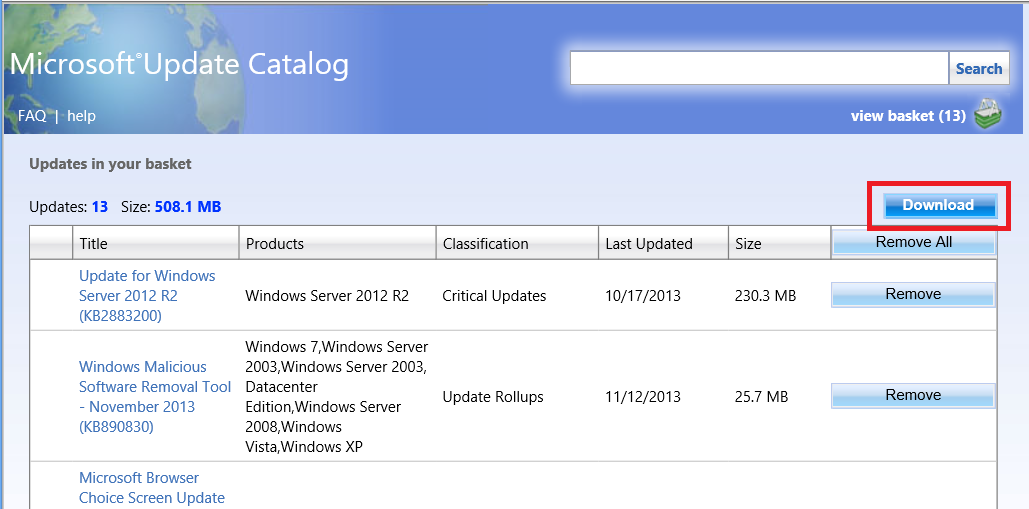 Microsoft®Update Catalog
Search
FAQ | help
view basket (13)
Updates in your basket
Updates: 13 Size: 508.1 MB
Download
Title Products Classification Last Updated Size Remove All
Update for Windows
Server 2012 R2
(KB2883200)
Windows Server 2012 R2
Critical Updates
10/17/2013
230.3 MB
Remove
Windows Malicious
Software Removal Tool
- November 2013
(KB890830)
Windows 7,Windows Server
2003,Windows Server 2003,
Datacenter
Edition,Windows Server
2008,Windows
Vista,Windows XP
Update Rollups
11/12/2013
25.7 MB
Remove
Microsoft Browser
Choice Screen Update